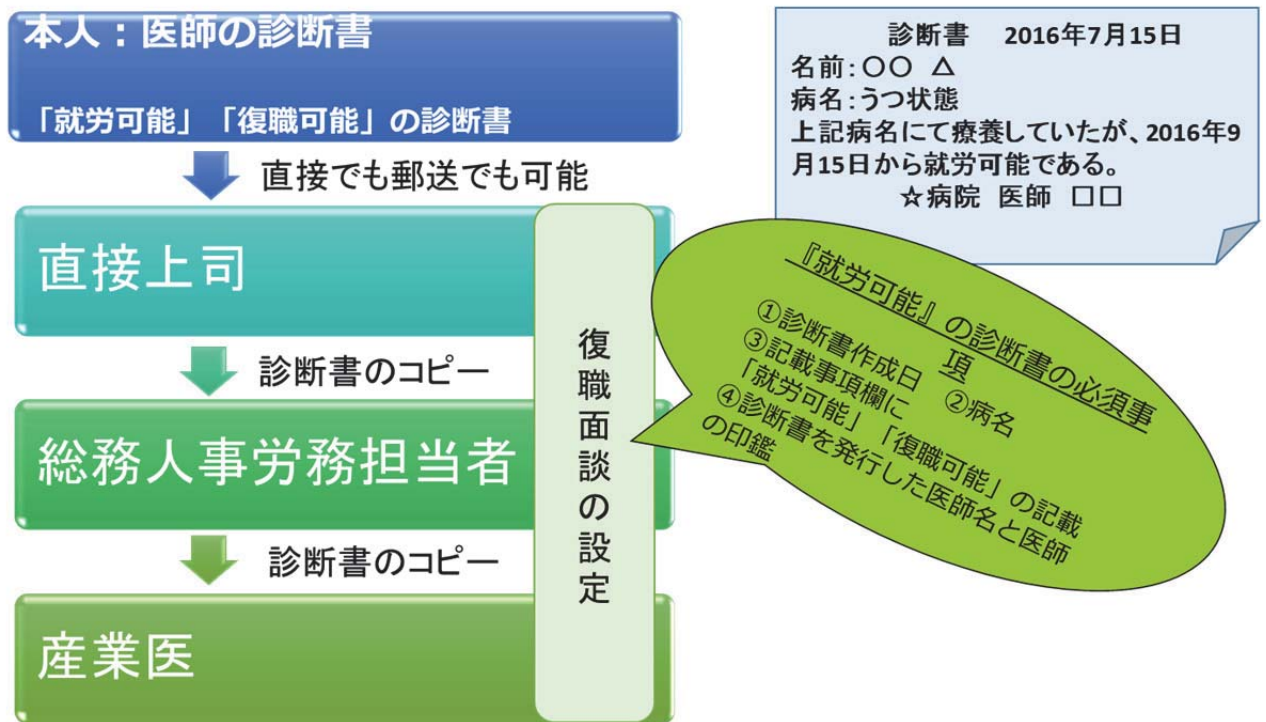 本人：医師の診断書
「就労可能」「復職可能」の診断書
直接でも郵送でも可能
直接上司
診断書のコピー
総務人事労務担当者
診断書のコピー
産業医
復職面談の設定
診断書　2016年7月15日
名前：〇〇　△
病名：うつ状態
上記病名にて療養していたが、2016年9
月15日から就労可能である。
☆病院　医師　□□
『就労可能』の診断書の必須事
項
①診断書作成日　②病名
③記載事項欄に
「就労可能」「復職可能」の記載
④診断書を発行した医師名と医師
の印鑑